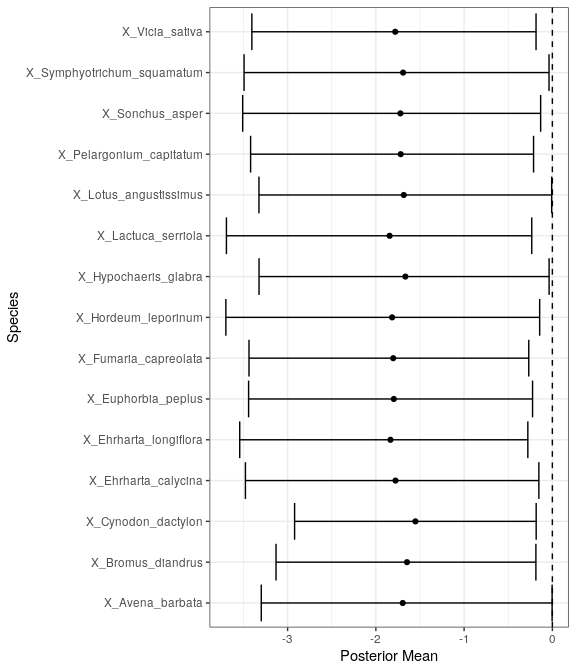 X_Vicia_sativa
X_Symphyotrichum_squamatum
X_Sonchus_asper
X_Pelargonium_capitatum
X_Lotus_angustissimus
X_Lactuca_serriola
X_Hypochaeris_glabra
X_Hordeum_leporinum
X_Fumaria_capreolata
X_Euphorbia_peplus
X_Ehrharta_longiflora
X_Ehrharta_calycina
X_Cynodon_dactylon
X_Bromus_diandrus
X_Avena_barbata
Species
-3 -2 -1 0
Posterior Mean